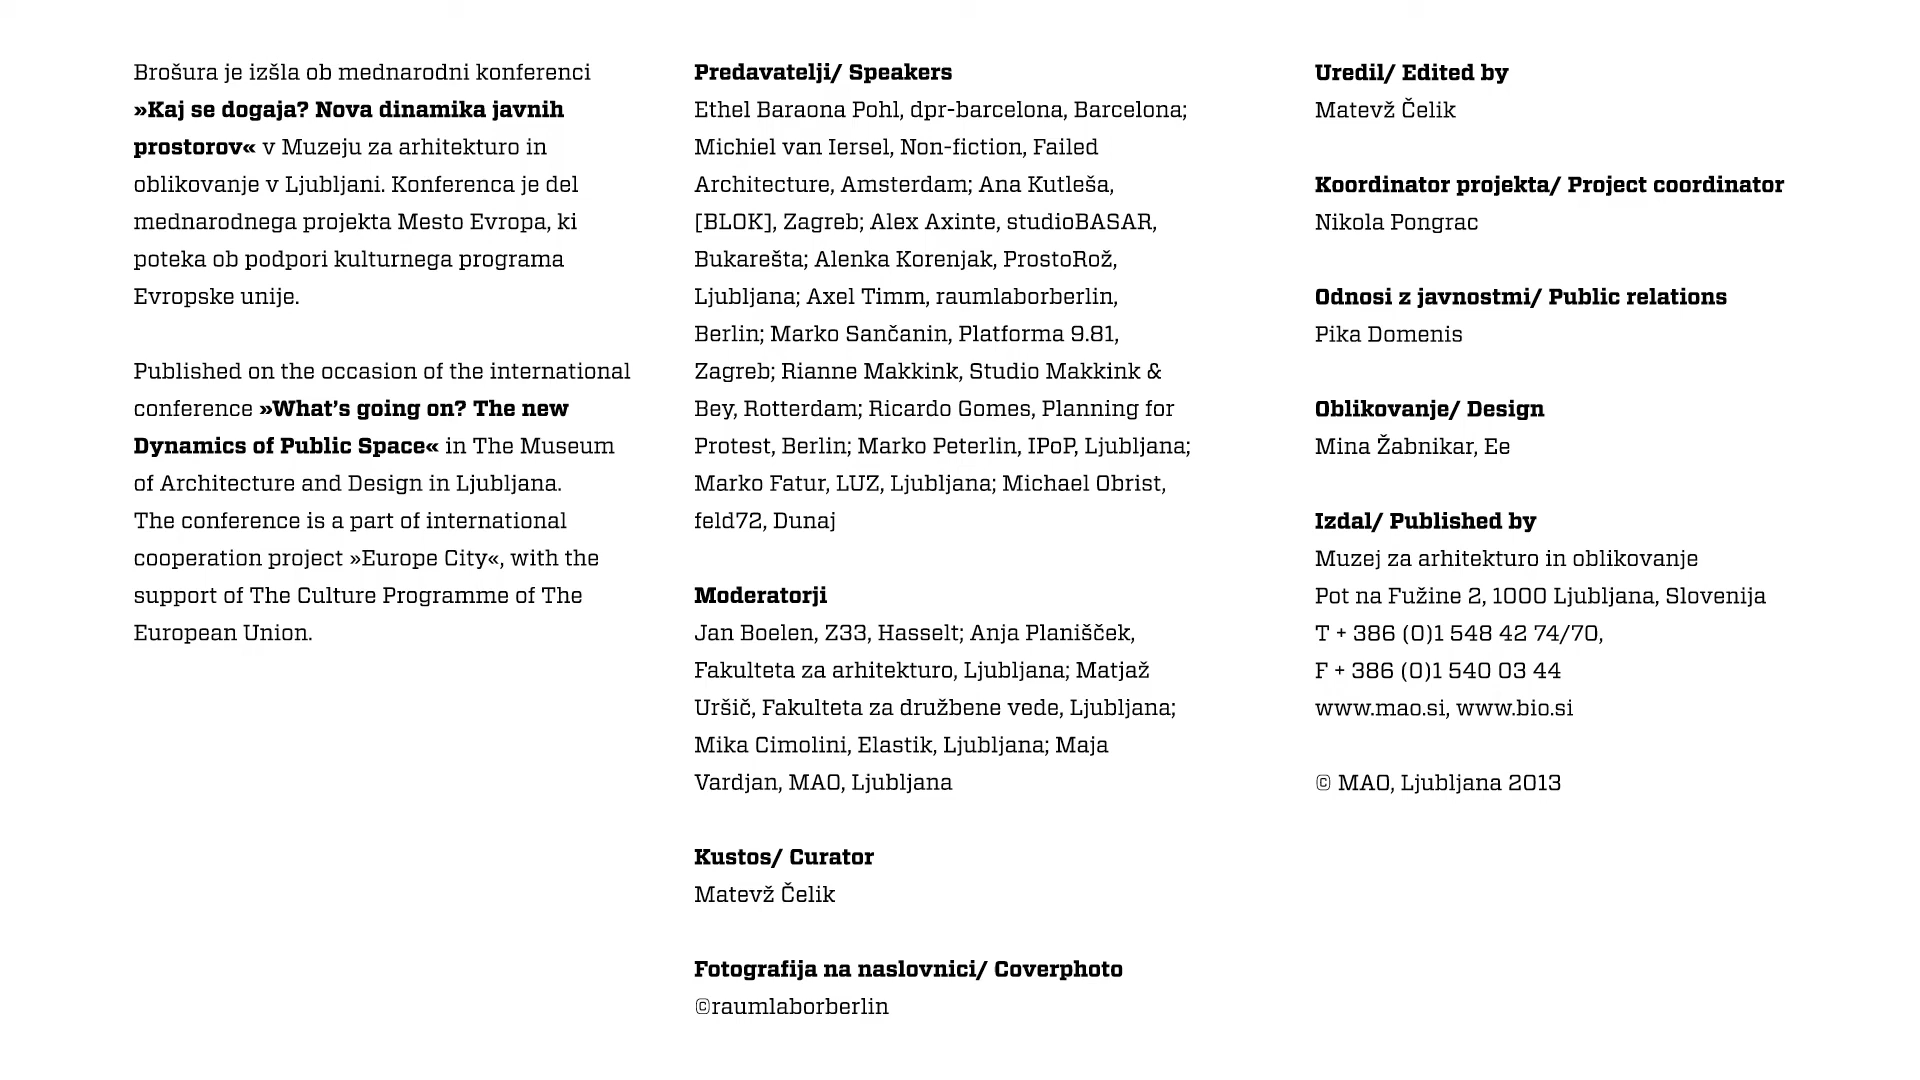 Brošura je izšla ob mednarodni konferenci
»Kaj se dogaja? Nova dinamika javnih
prostorov« v Muzeju za arhitekturo in
oblikovanje v Ljubljani. Konferenca je del
mednarodnega projekta Mesto Evropa, ki
poteka ob podpori kulturnega programa
Evropske unije.

Published on the occasion of the international
conference »What’s going on? The new
Dynamics of Public Space« in The Museum
of Architecture and Design in Ljubljana.
The conference is a part of international
cooperation project »Europe City«, with the
support of The Culture Programme of The
European Union.

Predavatelji/ Speakers
Ethel Baraona Pohl, dpr-barcelona, Barcelona;
Michiel van Iersel, Non-fiction, Failed
Architecture, Amsterdam; Ana Kutleša,
[BLOK], Zagreb; Alex Axinte, studioBASAR,
Bukarešta; Alenka Korenjak, ProstoRož,
Ljubljana; Axel Timm, raumlaborberlin,
Berlin; Marko Sančanin, Platforma 9.81,
Zagreb; Rianne Makkink, Studio Makkink &
Bey, Rotterdam; Ricardo Gomes, Planning for
Protest, Berlin; Marko Peterlin, IPoP, Ljubljana;
Marko Fatur, LUZ, Ljubljana; Michael Obrist,
feld72, Dunaj

Moderatorji
Jan Boelen, Z33, Hasselt; Anja Planišček,
Fakulteta za arhitekturo, Ljubljana; Matjaž
Uršič, Fakulteta za družbene vede, Ljubljana;
Mika Cimolini, Elastik, Ljubljana; Maja
Vardjan, MAO, Ljubljana

Kustos/ Curator
Matevž Čelik

Fotografija na naslovnici/ Coverphoto
©raumlaborberlin

Uredil/ Edited by
Matevž Čelik

Koordinator projekta/ Project coordinator
Nikola Pongrac

Odnosi z javnostmi/ Public relations
Pika Domenis

Oblikovanje/ Design
Mina Žabnikar, Ee

Izdal/ Published by
Muzej za arhitekturo in oblikovanje
Pot na Fužine 2, 1000 Ljubljana, Slovenija
T + 386 (0)1 548 42 74/70,
F + 386 (0)1 540 03 44
www.mao.si, www.bio.si

© MAO, Ljubljana 2013